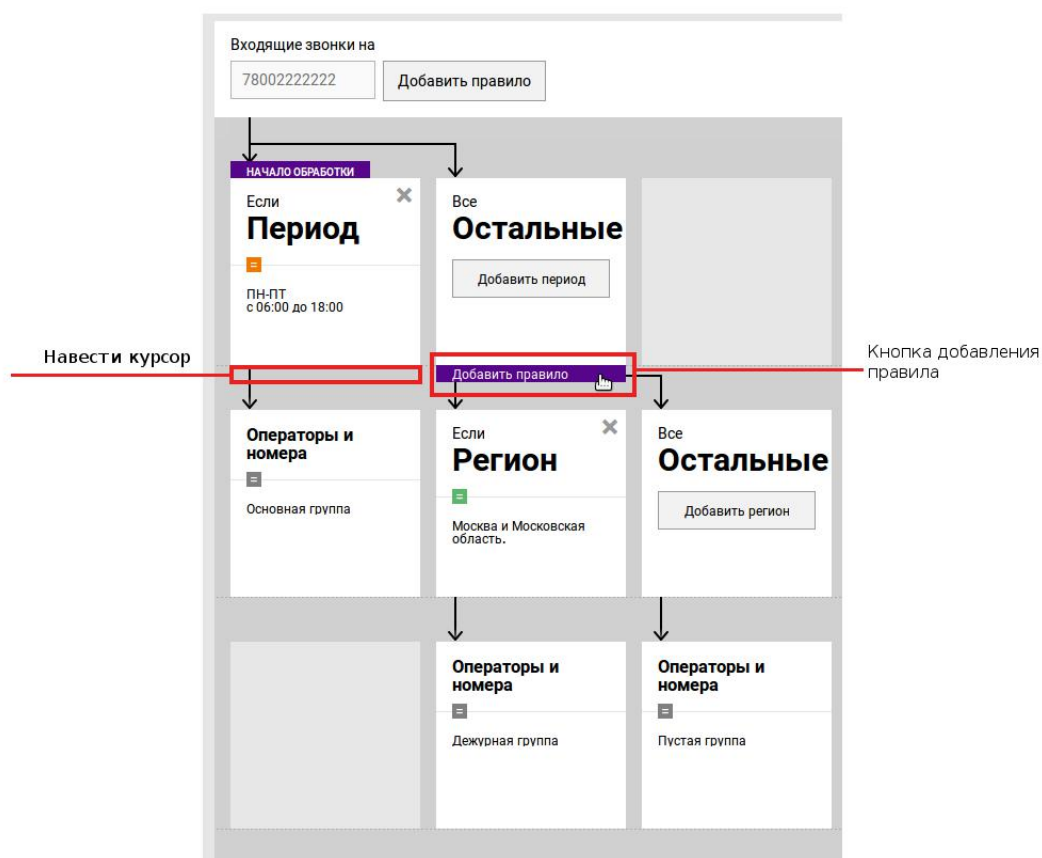 Входящие звонки на
78002222222
Добавить правило
НАЧАЛО ОБРАБОТКИ
Если
Период
=
ПН-ПТ
с 06:00 до 18:00
Все
Остальные
Добавить период
Навести курсор
Добавить правило
Кнопка добавления
правила
Операторы и
номера
=
Основная группа
Если
Регион
=
Москва и Московская
область.
Все
Остальные
Добавить регион
Операторы и
номера
=
Дежурная группа
Операторы и
номера
=
Пустая группа